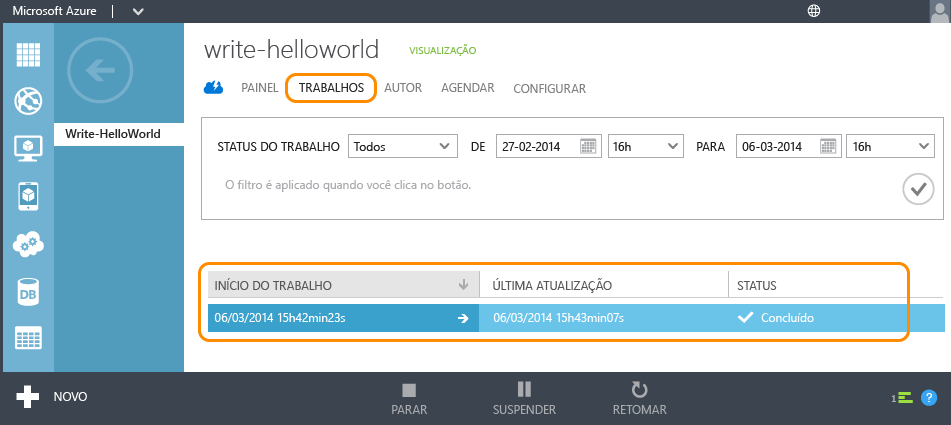 Microsoft Azure
write-helloworld VISUALIZAÇÃO
PAINEL TRABALHOS AUTOR AGENDAR CONFIGURAR
Write-HelloWorld
STATUS DO TRABALHO Todos DE 27-02-2014 16h PARA 06-03-2014 16h
O filtro é aplicado quando você clica no botão.
INÍCIO DO TRABALHO ÚLTIMA ATUALIZAÇÃO STATUS
06/03/2014 15h42min23s 06/03/2014 15h43min07s Concluído
DB
NOVO PARAR SUSPENDER RETOMAR 1 ?